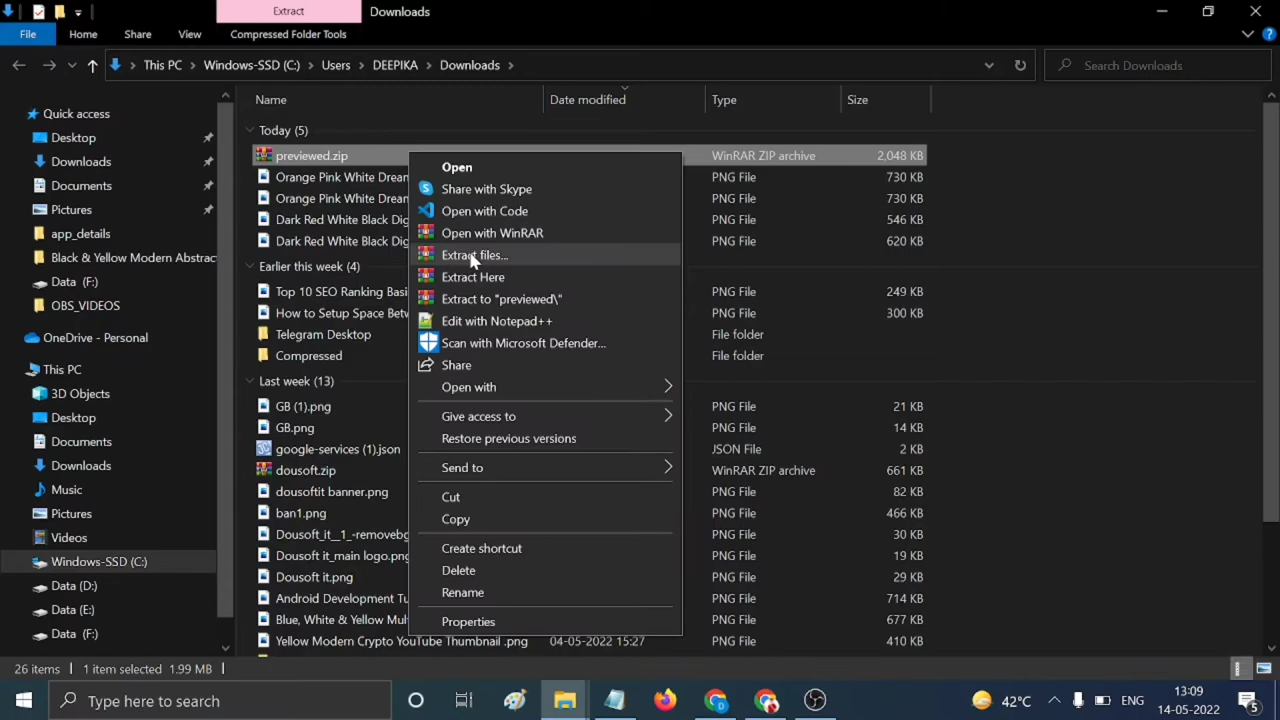 Extract
Downloads
File
Home
Share
View
Compressed Folder Tools
This PC
Windows-SSD (C:)
Users
DEEPIKA
Downloads
Search Downloads
Name
Date modified
Type
Size
Quick access
Desktop
Downloads
Documents
Pictures
app_details
Black & Yellow Modern Abstrac
Data (F:)
OBS_VIDEOS
OneDrive - Personal
This PC
3D Objects
Desktop
Documents
Downloads
Music
Pictures
Videos
Windows-SSD (C:)
Data (D:)
Data (E:)
Data (F:)
Today (5)
previewed.zip WinRAR ZIP archive 2,048 KB
Orange Pink White Dream PNG File 730 KB
Orange Pink White Dream PNG File 730 KB
Dark Red White Black Dig PNG File 546 KB
Dark Red White Black Dig PNG File 620 KB
Earlier this week (4)
Top 10 SEO Ranking Basi PNG File 249 KB
How to Setup Space Betv PNG File 300 KB
Telegram Desktop File folder
Compressed File folder
Last week (13)
GB (1).png PNG File 21 KB
GB.png PNG File 14 KB
google-services (1).json JSON File 2 KB
dousoft.zip WinRAR ZIP archive 661 KB
dousoftit banner.png PNG File 82 KB
ban1.png PNG File 466 KB
Dousoft_it__1_-removebg PNG File 30 KB
Dousoft it_main logo.png PNG File 19 KB
Dousoft it.png PNG File 29 KB
Android Development Tu PNG File 714 KB
Blue, White & Yellow Mul PNG File 677 KB
Yellow Modern Crypto YouTube Thumbnail .png 04-05-2022 15:27 PNG File 410 KB
Open
Share with Skype
Open with Code
Open with WinRAR
Extract files...
Extract Here
Extract to "previewed\"
Edit with Notepad++
Scan with Microsoft Defender...
Share
Open with
Give access to
Restore previous versions
Send to
Cut
Copy
Create shortcut
Delete
Rename
Properties
26 items
1 item selected 1.99 MB
Type here to search
42°C
ENG
13:09
14-05-2022
5